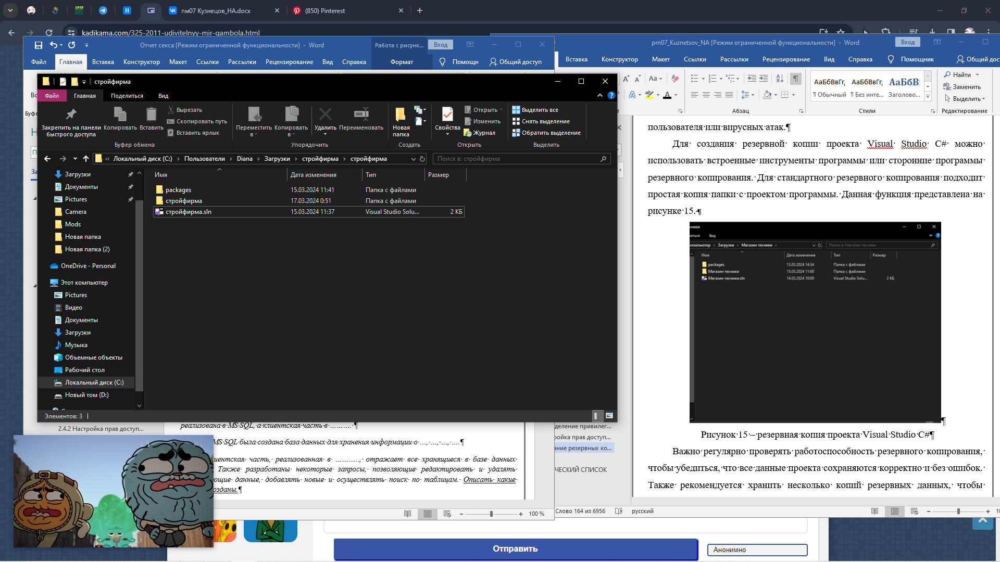 пм07 Кузнецов_НА.docx
(850) Pinterest
kadikama.com/325-2011-udivitelnyy-mir-gambola.html
Отчет секса [Режим ограниченной функциональности] - Word
Работа с рисунк...
Вход
Файл Главная Вставка Конструктор Макет Ссылки Рассылки Рецензирование Вид Справка Формат Помощн Общий доступ
pm07_Kuznetsov_NA [Режим ограниченной функциональности] - Word
Вход
Вставка Конструктор Макет Ссылки Рассылки Рецензирование Вид Справка Помощник Общий дос
Найти
Заменить
Выделить
Редактирование
АаБбВвГг, АаБбВвГг, АаБбВ
¶ Обычный ¶ Без инте... Заголово...
Абзац
Стили
стройфирма
Файл Главная Поделиться Вид
Закрепить на панели быстрого доступа
Копировать
Вставить
Вырезать
Скопировать путь
Вставить ярлык
Буфер обмена
Переместить в
Копировать в
Удалить
Переименовать
Упорядочить
Новая папка
Создать
Свойства
Открыть
Изменить
Журнал
Открыть
Выделить все
Снять выделение
Обратить выделение
Выделить
« Локальный диск (C:) › Пользователи › Diana › Загрузки › стройфирма › стройфирма
Поиск в: стройфирма
Имя Дата изменения Тип Размер
packages 15.03.2024 11:41 Папка с файлами
стройфирма 17.03.2024 0:51 Папка с файлами
стройфирма.sln 15.03.2024 11:37 Visual Studio Solu... 2 КБ
Загрузки
Документы
Pictures
Camera
Mods
Новая папка
Новая папка (2)
OneDrive - Personal
Этот компьютер
Pictures
Видео
Документы
Загрузки
Музыка
Объемные объекты
Рабочий стол
Локальный диск (C:)
Новый том (D:)
Элементов: 3
2.4.2 Настройка прав доступ...
реализована в MS SQL, а клиентская часть в ………. ¶
MS SQL была создана база данных для хранения информации о …, …, …, ….¶
иентская часть, реализованная в ……….., отражает все хранящиеся в базе данных
Также разработаны некоторые запросы, позволяющие редактировать и удалять
ющие данные, добавлять новые и осуществлять поиск по таблицам. Описать какие
озданы.¶
100 %
пользователя или вирусных атак.¶
Для создания резервной копии проекта Visual Studio C# можно
использовать встроенные инструменты программы или сторонние программы
резервного копирования. Для стандартного резервного копирования подходит
простая копия папки с проектом программы. Данная функция представлена на
рисунке 15. ¶
Вид
компьютер › Загрузки › Магазин техники ›
Поиск в: Магазин техники
Имя Дата изменения Тип Размер
packages 13.03.2024 14:34 Папка с файлами
Магазин техники 15.03.2024 11:00 Папка с файлами
Магазин техники.sln 14.03.2024 10:00 Visual Studio Solu... 2 КБ
Рисунок 15 – резервная копия проекта Visual Studio C#¶
Важно регулярно проверять работоспособность резервного копирования,
чтобы убедиться, что все данные проекта сохраняются корректно и без ошибок.
Также рекомендуется хранить несколько копий резервных данных, чтобы
деление привилег...
ройка прав доступ...
ание резервных ко...
ЧЕСКИЙ СПИСОК
Слово 164 из 6956
русский
Отправить
Анонимно